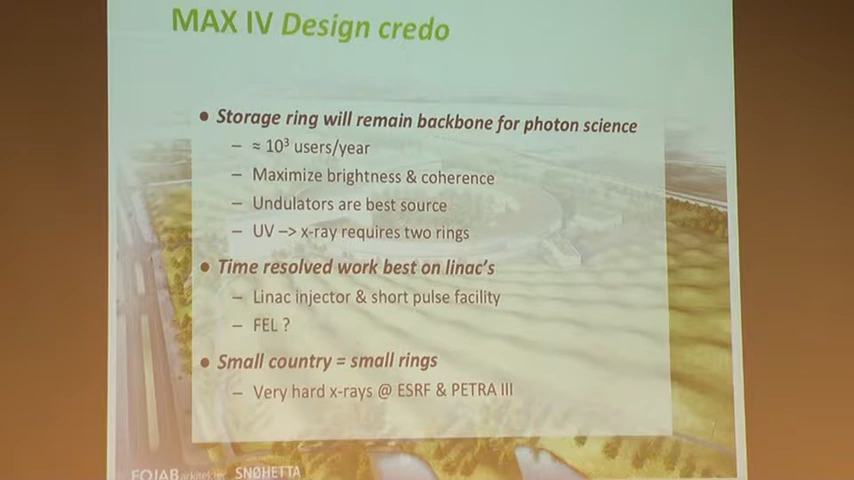 MAX IV Design credo
• Storage ring will remain backbone for photon science
– ≈ 10³ users/year
– Maximize brightness & coherence
– Undulators are best source
– UV –> x-ray requires two rings
• Time resolved work best on linac's
– Linac injector & short pulse facility
– FEL ?
• Small country = small rings
– Very hard x-rays @ ESRF & PETRA III
FOJAB arkitekter SNØHETTA